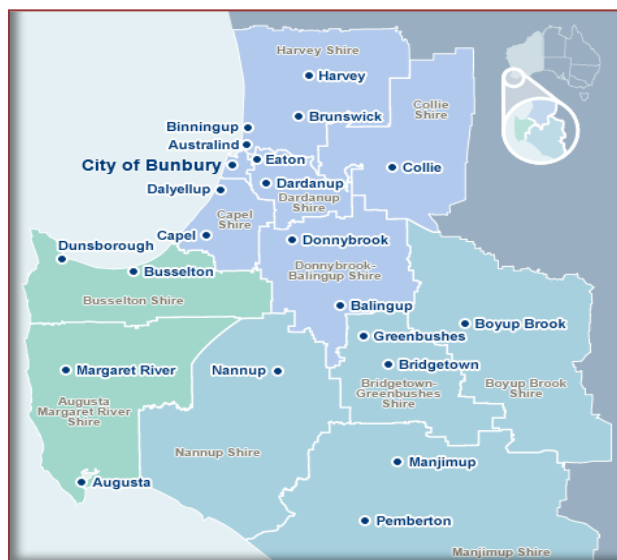 Harvey Shire
Harvey
Collie
Shire
Brunswick
Binningup
Australind
Eaton
City of Bunbury
Collie
Dardanup
Dalyellup
Dardanup
Shire
Capel
Shire
Capel
Donnybrook
Dunsborough
Busselton
Donnybrook-
Balingup Shire
Busselton Shire
Balingup
Boyup Brook
Greenbushes
Margaret River
Nannup
Bridgetown
Augusta
Margaret River
Shire
Bridgetown-
Greenbushes
Shire
Boyup Brook
Shire
Nannup Shire
Manjimup
Augusta
Pemberton
Manjimup Shire